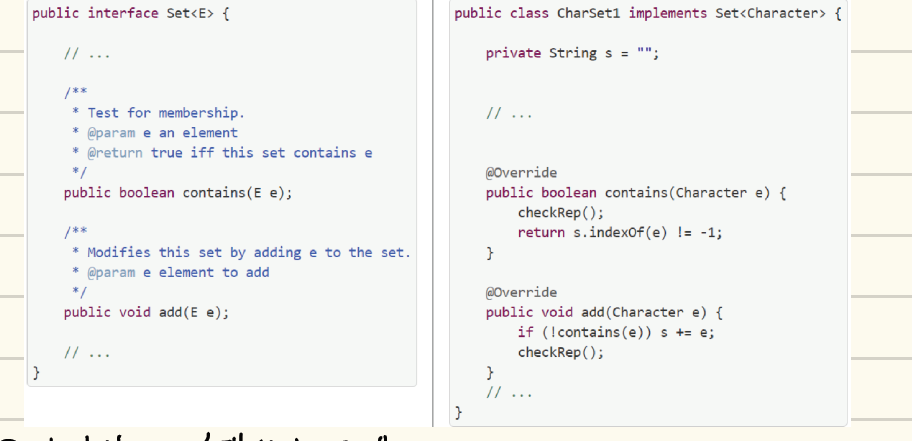 public interface Set<E> {
// ...
/**
* Test for membership.
* @param e an element
* @return true iff this set contains e
*/
public boolean contains(E e);
/**
* Modifies this set by adding e to the set.
* @param e element to add
*/
public void add(E e);
// ...
}
public class CharSet1 implements Set<Character> {
private String s = "";
// ...
@Override
public boolean contains(Character e) {
checkRep();
return s.indexOf(e) != -1;
}
@Override
public void add(Character e) {
if (!contains(e)) s += e;
checkRep();
}
// ...
}